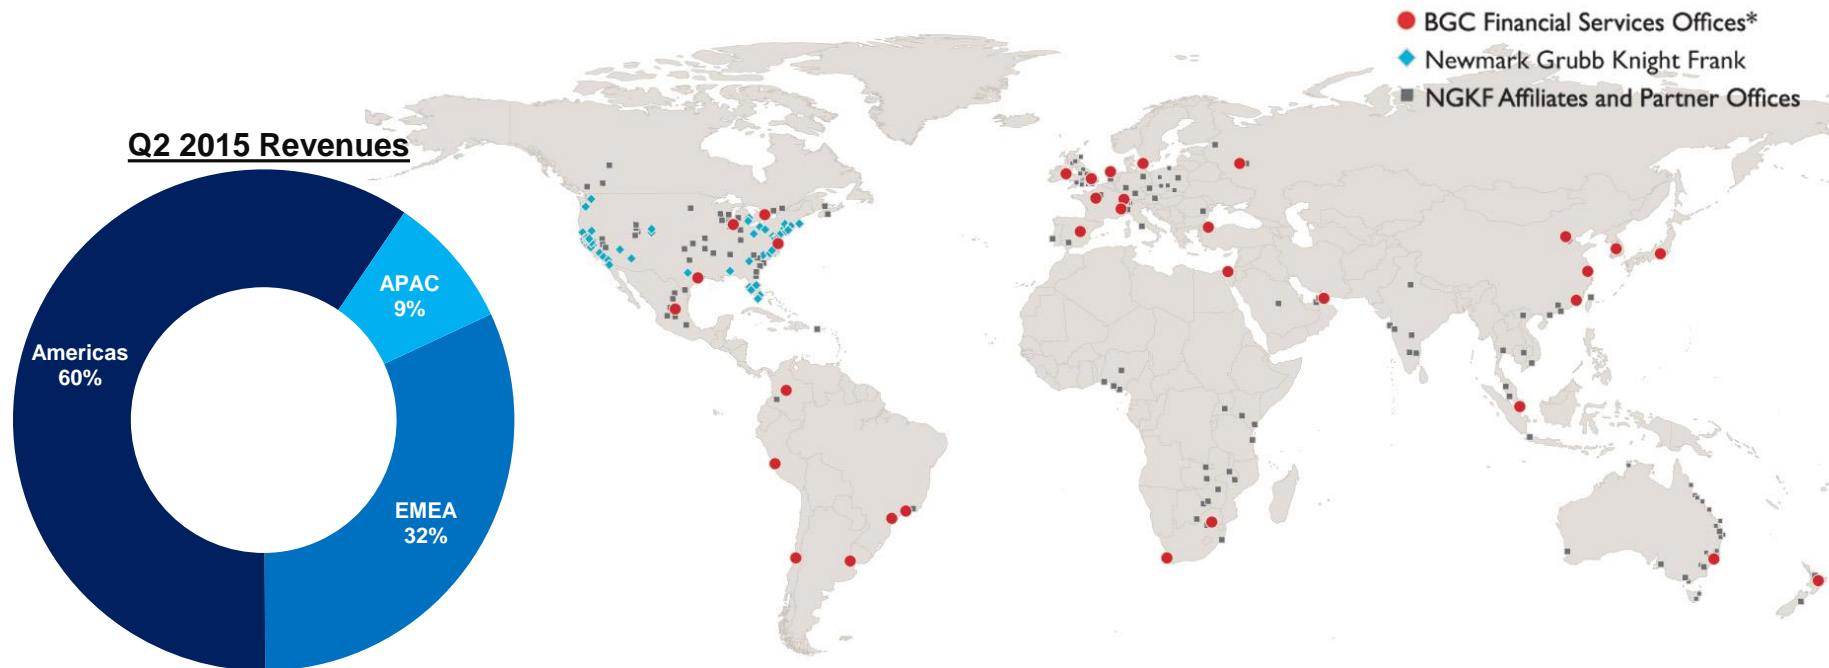 BGC Financial Services Offices*
Newmark Grubb Knight Frank
NGKF Affiliates and Partner Offices
Q2 2015 Revenues
APAC
9%
Americas
60%
EMEA
32%